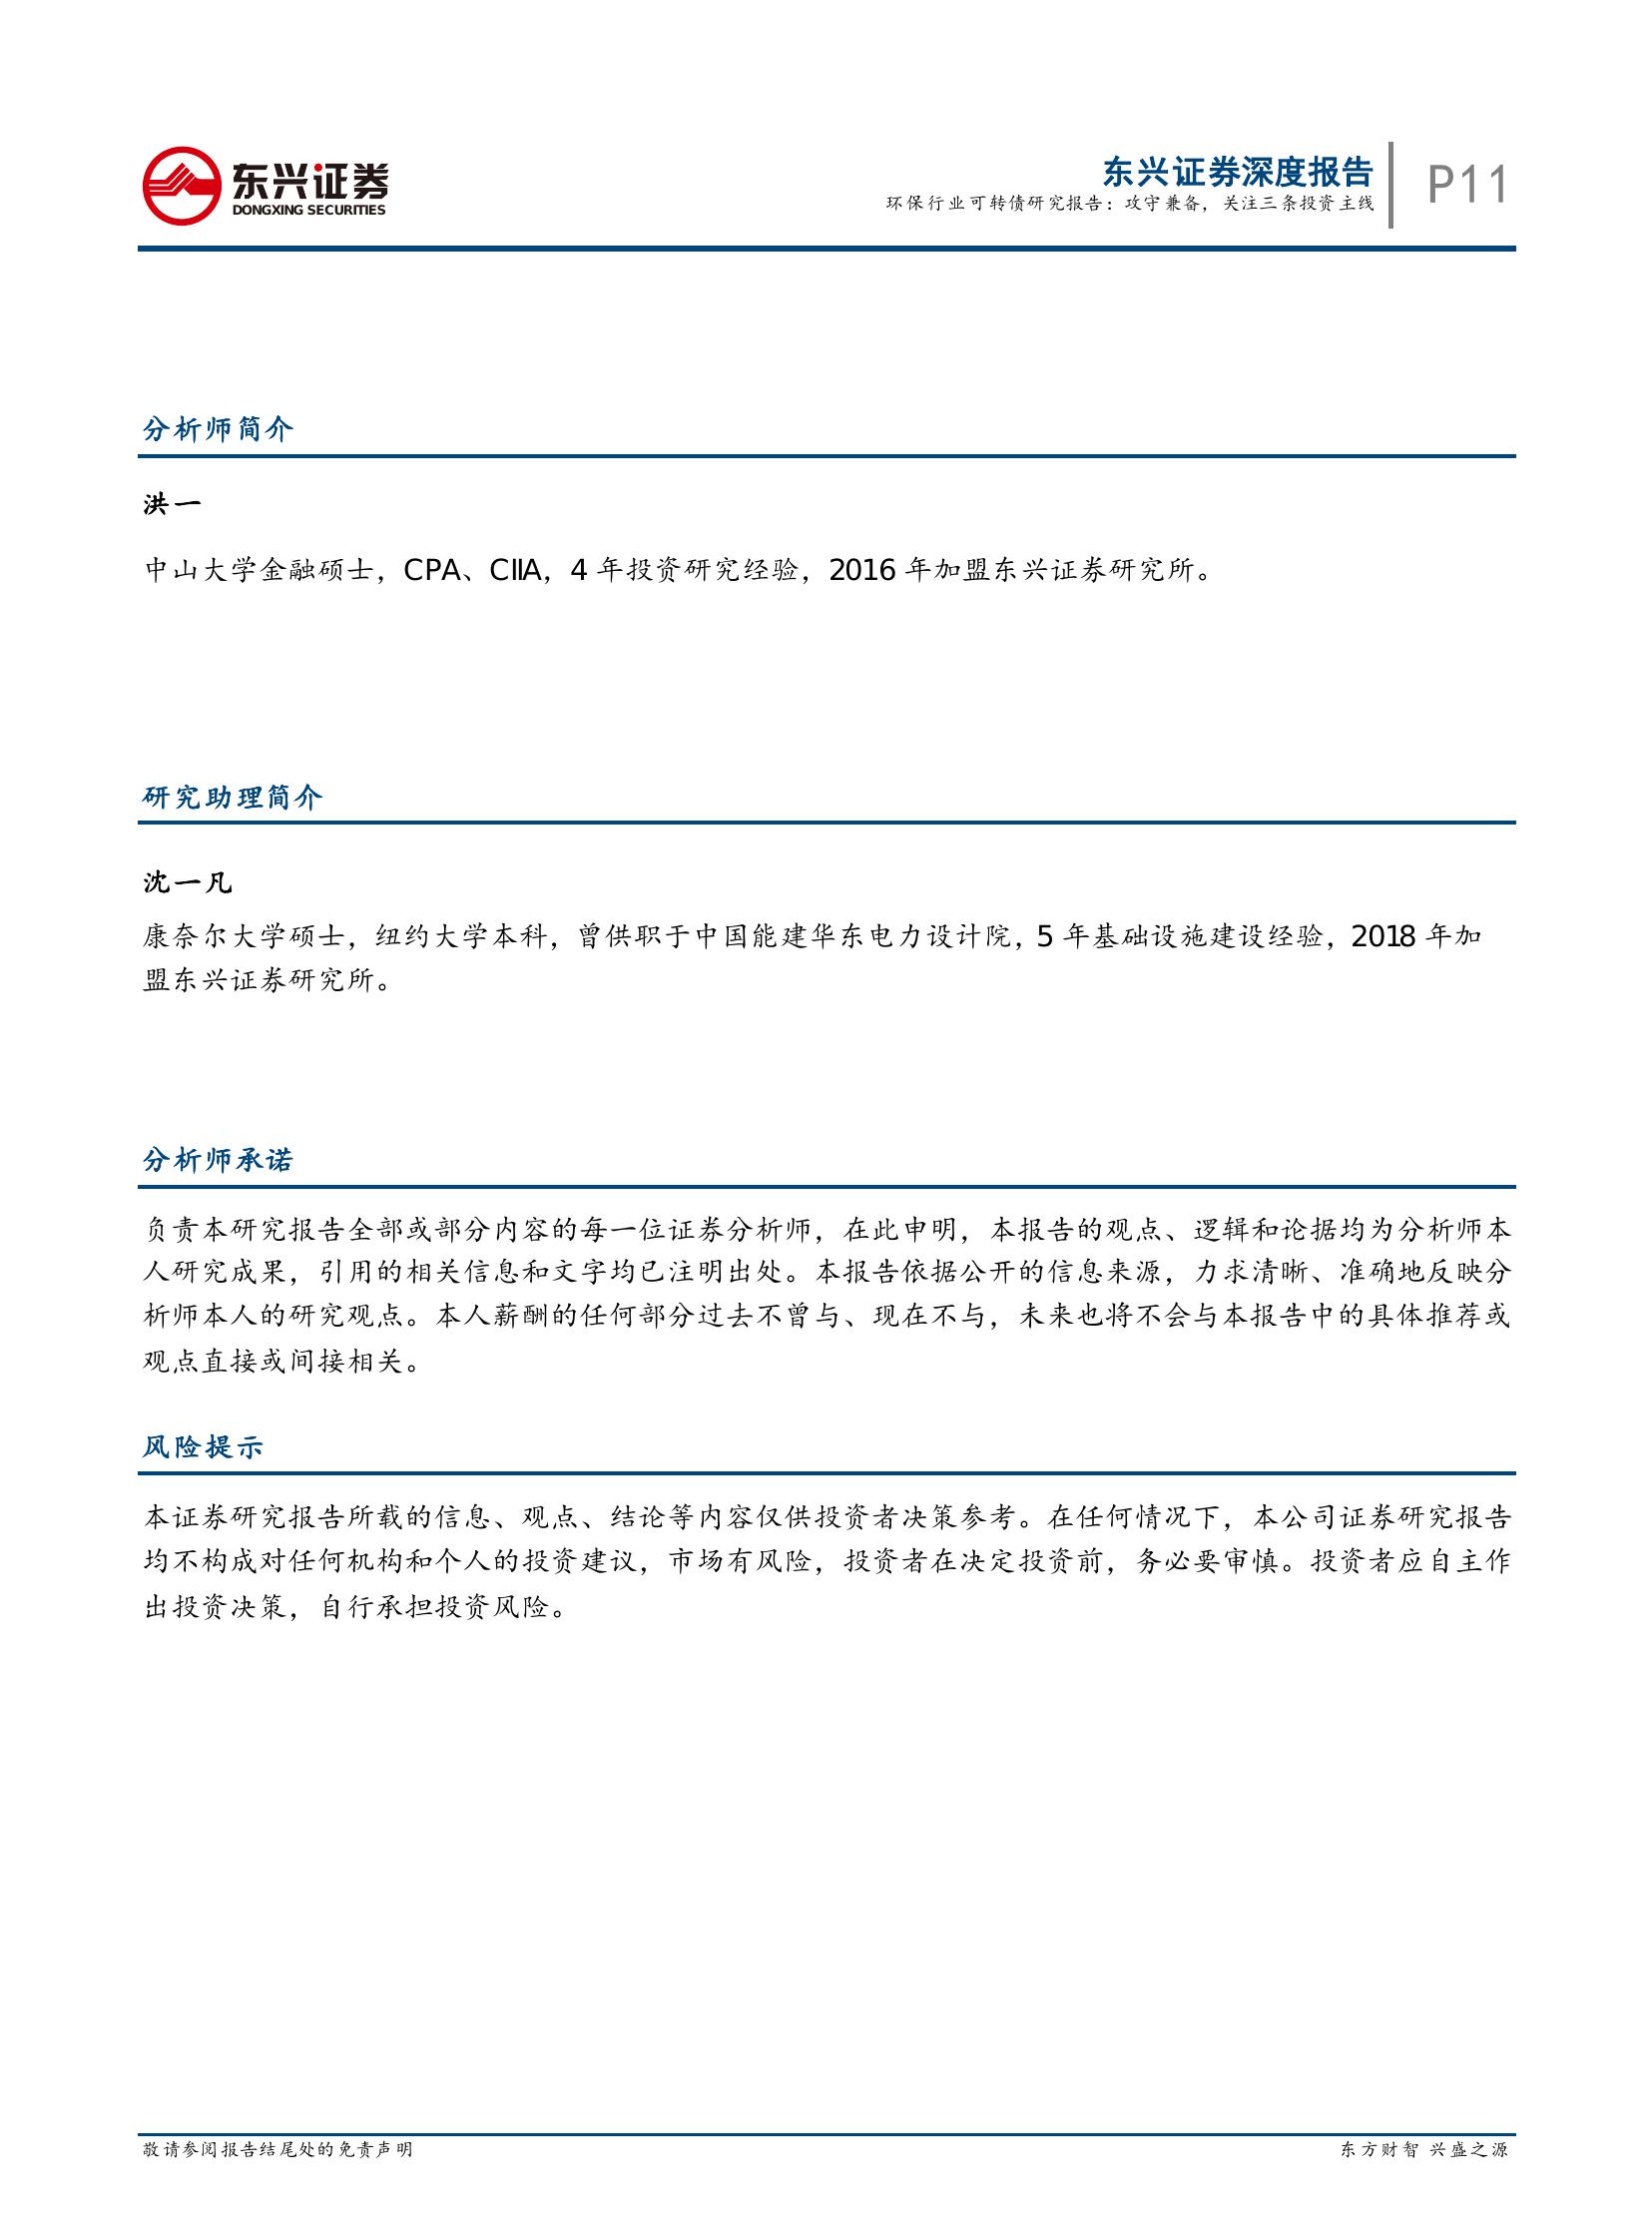 东兴证券
DONGXING SECURITIES
东兴证券深度报告
环保行业可转债研究报告：攻守兼备，关注三条投资主线
P11
分析师简介
洪一
中山大学金融硕士，CPA、CIIA，4 年投资研究经验，2016 年加盟东兴证券研究所。
研究助理简介
沈一凡
康奈尔大学硕士，纽约大学本科，曾供职于中国能建华东电力设计院，5 年基础设施建设经验，2018 年加
盟东兴证券研究所。
分析师承诺
负责本研究报告全部或部分内容的每一位证券分析师，在此申明，本报告的观点、逻辑和论据均为分析师本
人研究成果，引用的相关信息和文字均已注明出处。本报告依据公开的信息来源，力求清晰、准确地反映分
析师本人的研究观点。本人薪酬的任何部分过去不曾与、现在不与，未来也将不会与本报告中的具体推荐或
观点直接或间接相关。
风险提示
本证券研究报告所载的信息、观点、结论等内容仅供投资者决策参考。在任何情况下，本公司证券研究报告
均不构成对任何机构和个人的投资建议，市场有风险，投资者在决定投资前，务必要审慎。投资者应自主作
出投资决策，自行承担投资风险。
敬请参阅报告结尾处的免责声明
东方财智 兴盛之源